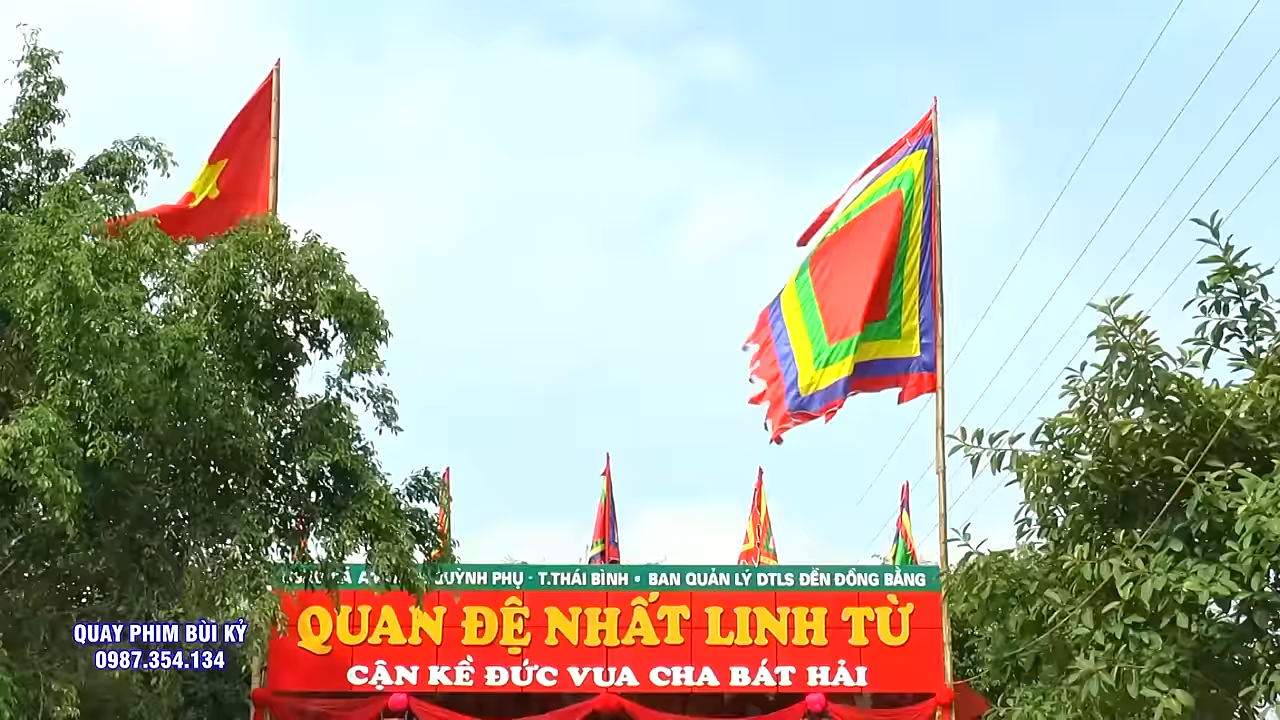 QUỲNH PHỤ - T.THÁI BÌNH • BAN QUẢN LÝ DTLS ĐỀN ĐỒNG BẰNG
QUAN ĐỆ NHẤT LINH TỪ
CẬN KỀ ĐỨC VUA CHA BÁT HẢI
QUAY PHIM BÙI KỶ
0987.354.134